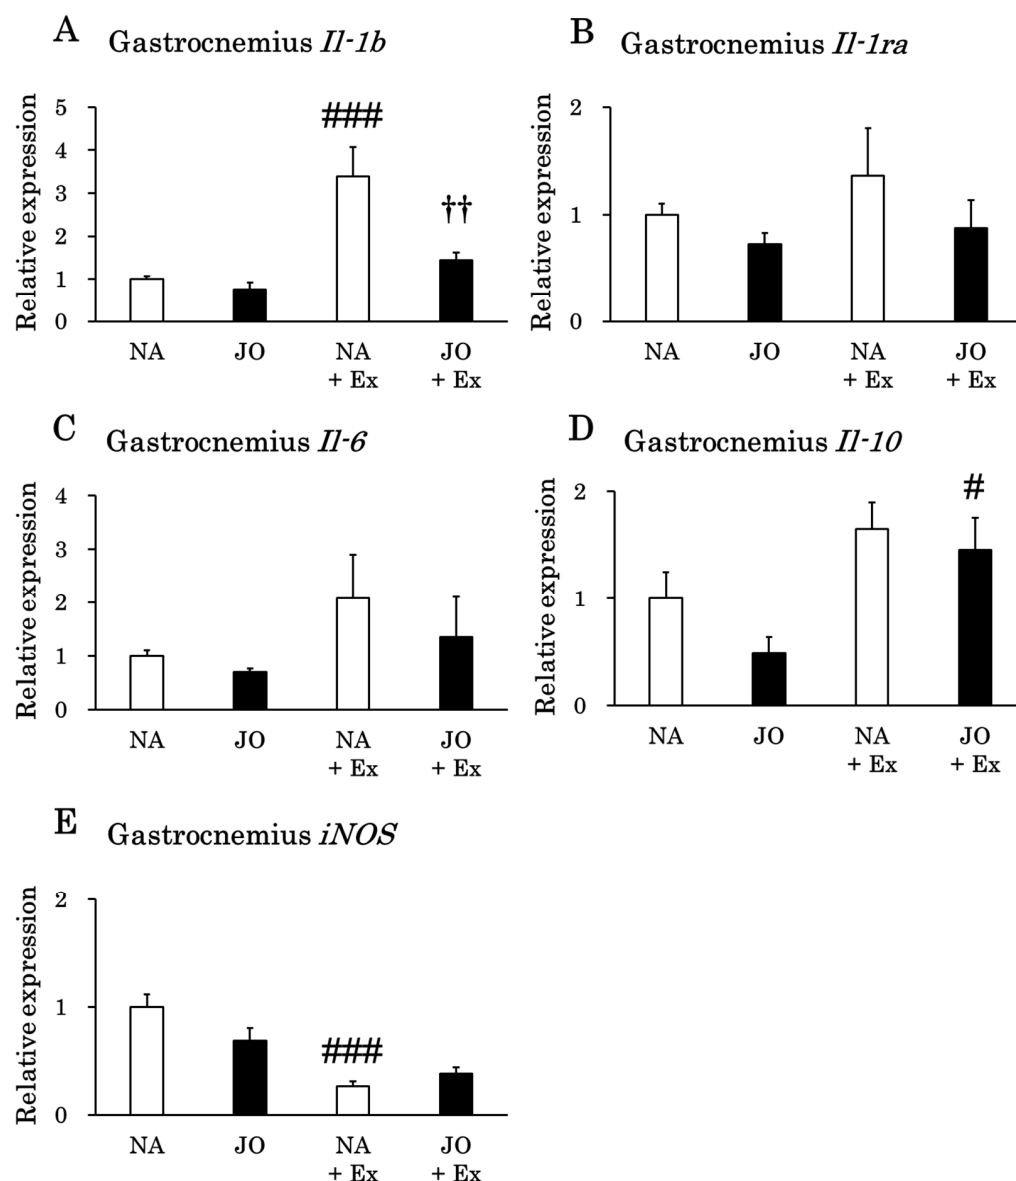 A
Gastrocnemius Il-1b
Relative expression
5
4
3
2
1
0
###
††
NA
JO
NA
+ Ex
JO
+ Ex
B
Gastrocnemius Il-1ra
Relative expression
2
1
0
NA
JO
NA
+ Ex
JO
+ Ex
C
Gastrocnemius Il-6
Relative expression
4
3
2
1
0
NA
JO
NA
+ Ex
JO
+ Ex
D
Gastrocnemius Il-10
Relative expression
2
1
0
#
NA
JO
NA
+ Ex
JO
+ Ex
E
Gastrocnemius iNOS
Relative expression
2
1
0
###
NA
JO
NA
+ Ex
JO
+ Ex